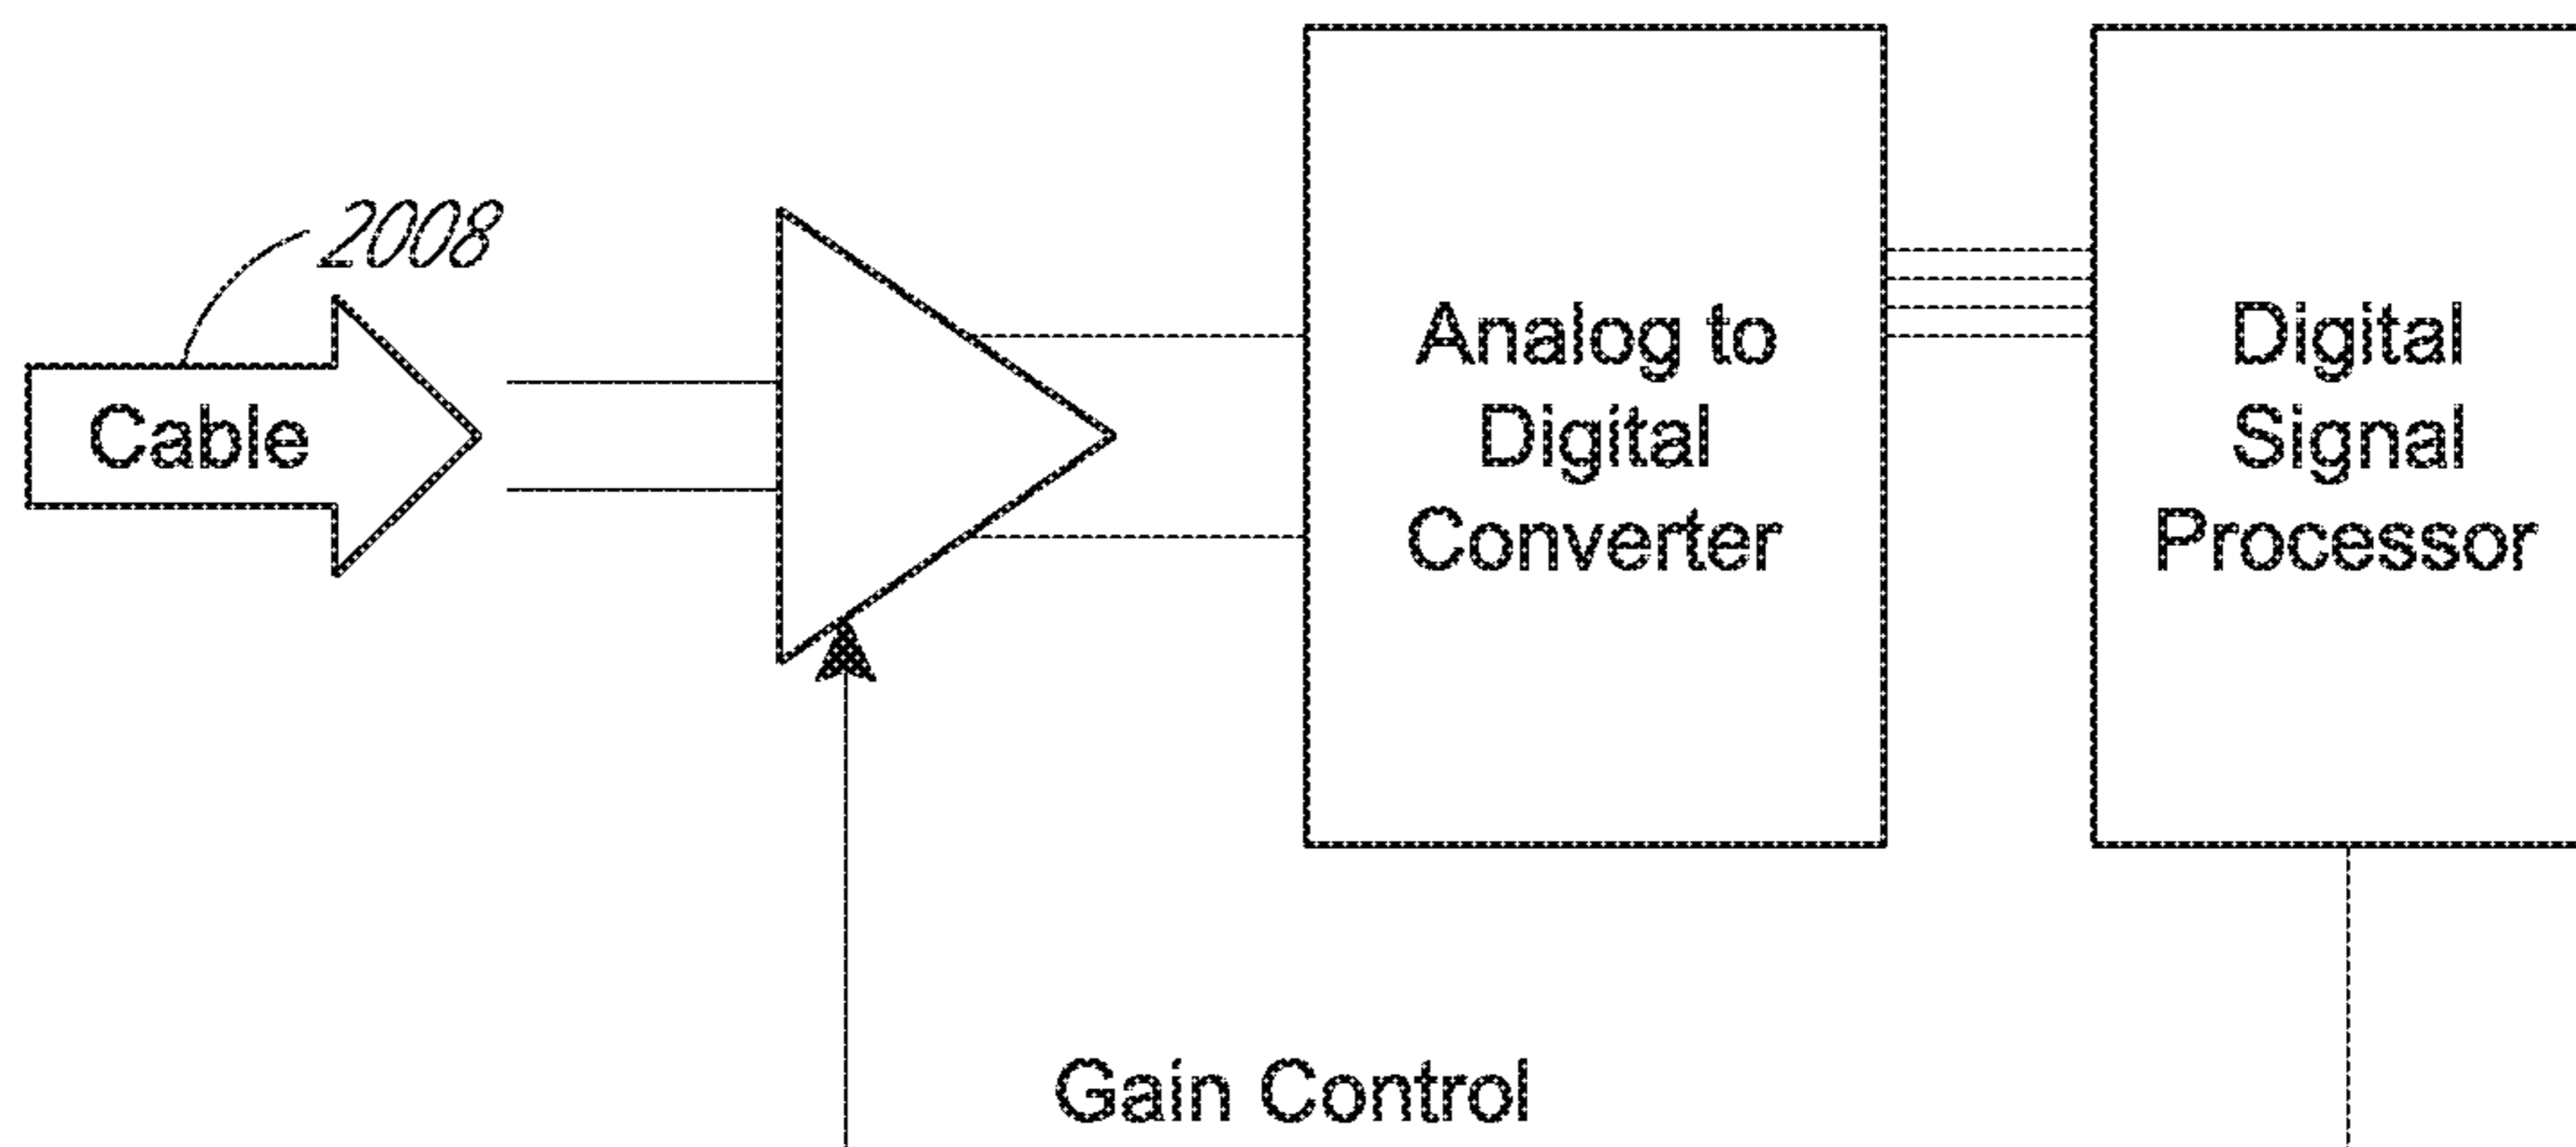 2008
Cable
Analog to
Digital
Converter
Digital
Signal
Processor
Gain Control